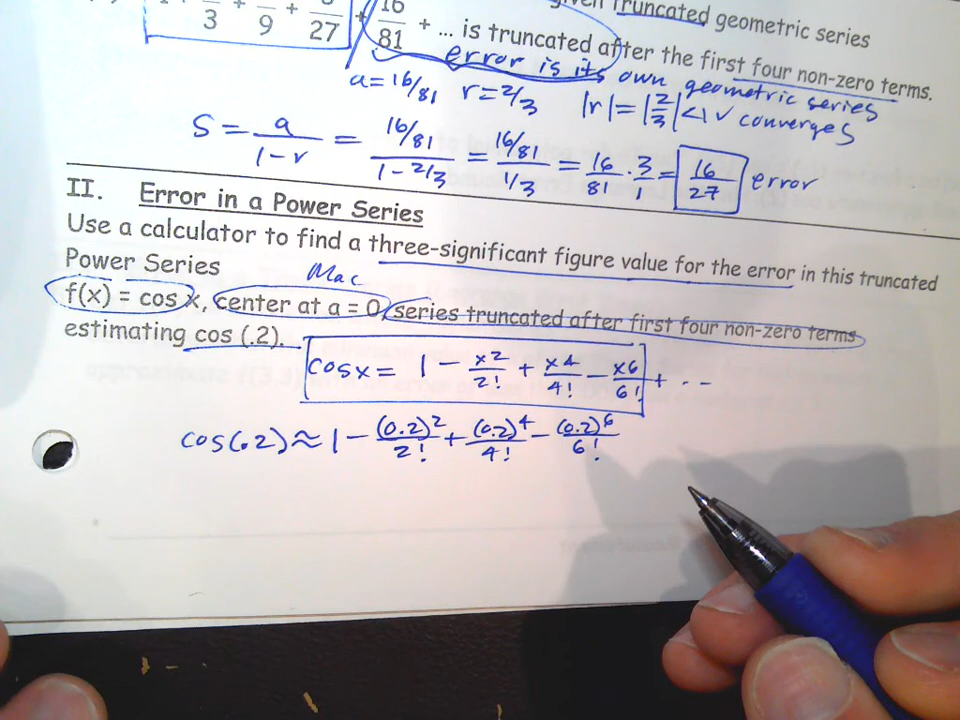 truncated geometric series
3 + 9 + 27 + 16/81 + ... is truncated after the first four non-zero terms.
error is its own geometric series
a=16/81 r=2/3 |r|=|2/3|<1 ✓ converges
S = a/(1-r) = (16/81)/(1-2/3) = (16/81)/(1/3) = 16/81 · 3/1 = 16/27 error
II. Error in a Power Series
Use a calculator to find a three-significant figure value for the error in this truncated
Power Series
Mac
f(x) = cos x, center at a = 0, series truncated after first four non-zero terms
estimating cos (.2).
cosx = 1 - x2/2! + x4/4! - x6/6! + ...
cos(.2) ≈ 1 - (0.2)^2/2! + (0.2)^4/4! - (0.2)^6/6!